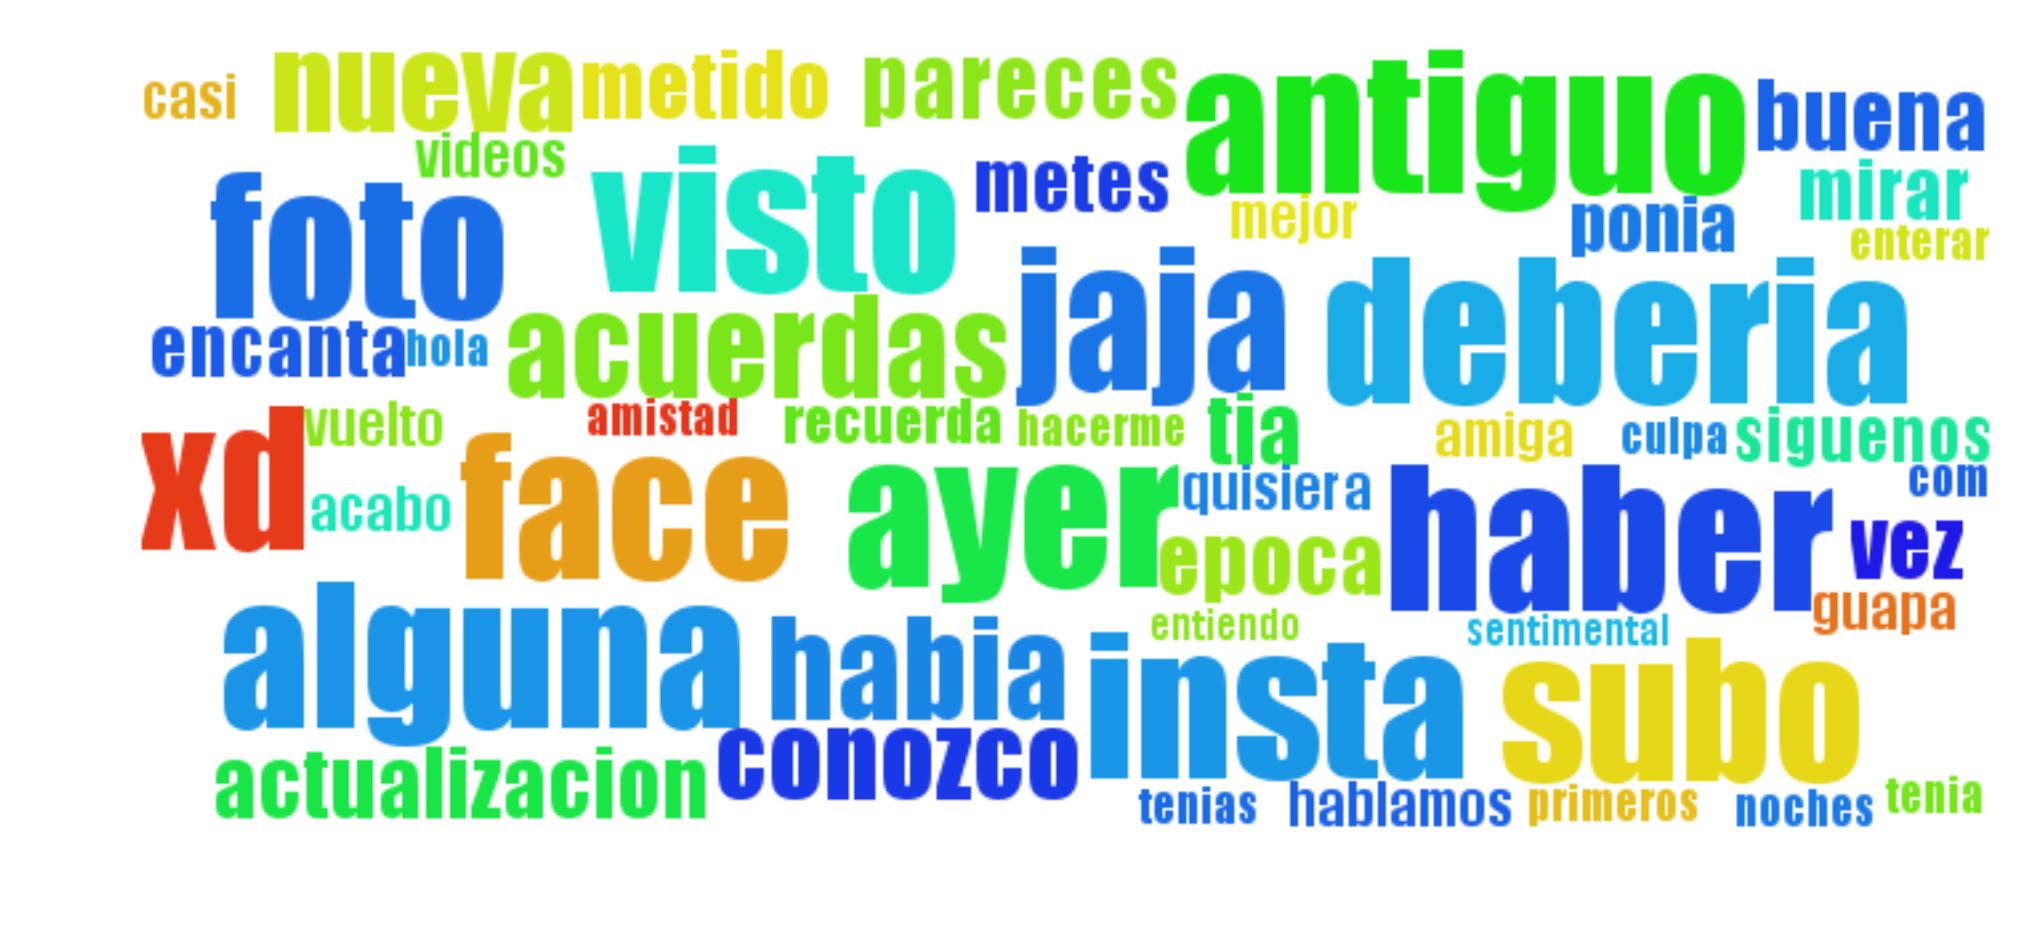 casi nueva metido pareces antiguo buena
videos visto metes mejor ponia mirar
foto enterar
encanta hola acuerdas jaja deberia
xd vuelto amistad recuerda hacerme tia amiga culpa siguenos
acabo face ayer quisiera haber com
epoca vez
alguna habia entiendo insta sentimental subo guapa
actualizacion conozco tenias hablamos primeros noches tenia